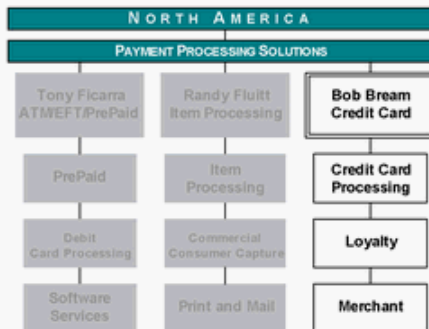 NORTH AMERICA
PAYMENT PROCESSING SOLUTIONS
Tony Ficarra
ATM/EFT/PrePaid
Randy Fluitt
Item Processing
Bob Bream
Credit Card
PrePaid
Item
Processing
Credit Card
Processing
Debit
Card Processing
Commercial
Consumer Capture
Loyalty
Software
Services
Print and Mail
Merchant